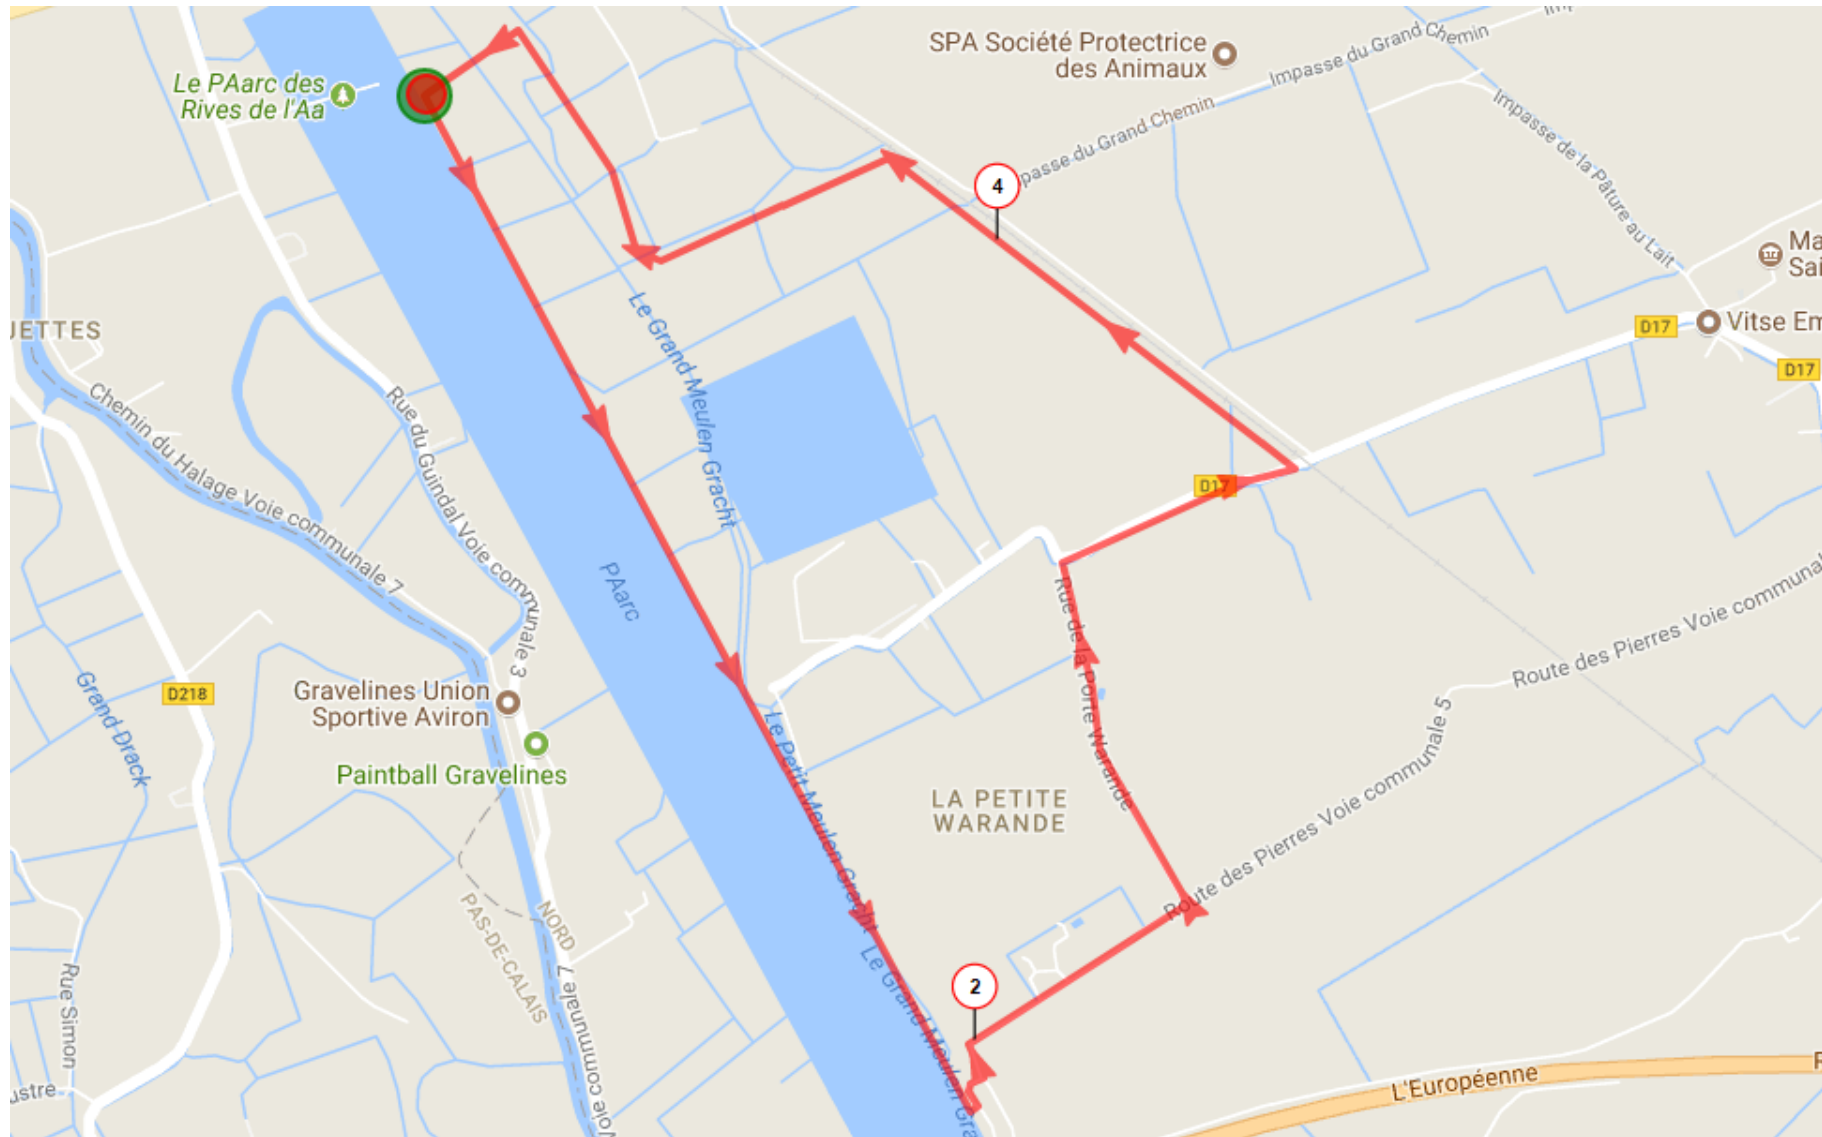 SPA Société Protectrice
des Animaux
Impasse du Grand Chemin
Le PAarc des
Rives de l'Aa
Impasse de la Pâture au Lait
passe du Grand Chemin
4
Ma
Sai
JETTES
Le Grand Meulen Gracht
D17
Vitse Em
D17
Chemin du Halage Voie communale 7
Rue du Guindal Voie communale 3
D17
PAarc
Rue de la Porte Warande
Route des Pierres Voie communal
Grand Drack
D218
Gravelines Union
Sportive Aviron
Paintball Gravelines
Le Petit Meulen Gracht
LA PETITE
WARANDE
Route des Pierres Voie communale 5
PAS-DE-CALAIS
NORD
Rue Simon
Voie communale 7
2
Le Grand Meulen Gra
L'Européenne
R
ustre